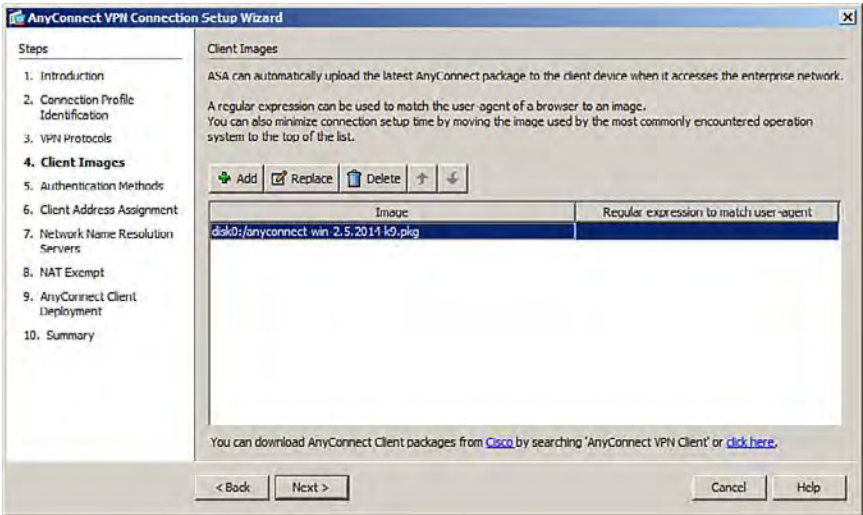 AnyConnect VPN Connection Setup Wizard
Steps
1. Introduction
2. Connection Profile
Identification
3. VPN Protocols
4. Client Images
5. Authentication Methods
6. Client Address Assignment
7. Network Name Resolution
Servers
8. NAT Exempt
9. AnyConnect Client
Deployment
10. Summary
Client Images
ASA can automatically upload the latest AnyConnect package to the client device when it accesses the enterprise network.
A regular expression can be used to match the user-agent of a browser to an image.
You can also minimize connection setup time by moving the image used by the most commonly encountered operation
system to the top of the list.
Add Replace Delete
Image Regular expression to match user-agent
disk0:/anyconnect-win-2.5.2014-k9.pkg
You can download AnyConnect Client packages from Cisco by searching 'AnyConnect VPN Client' or click here.
< Back Next > Cancel Help